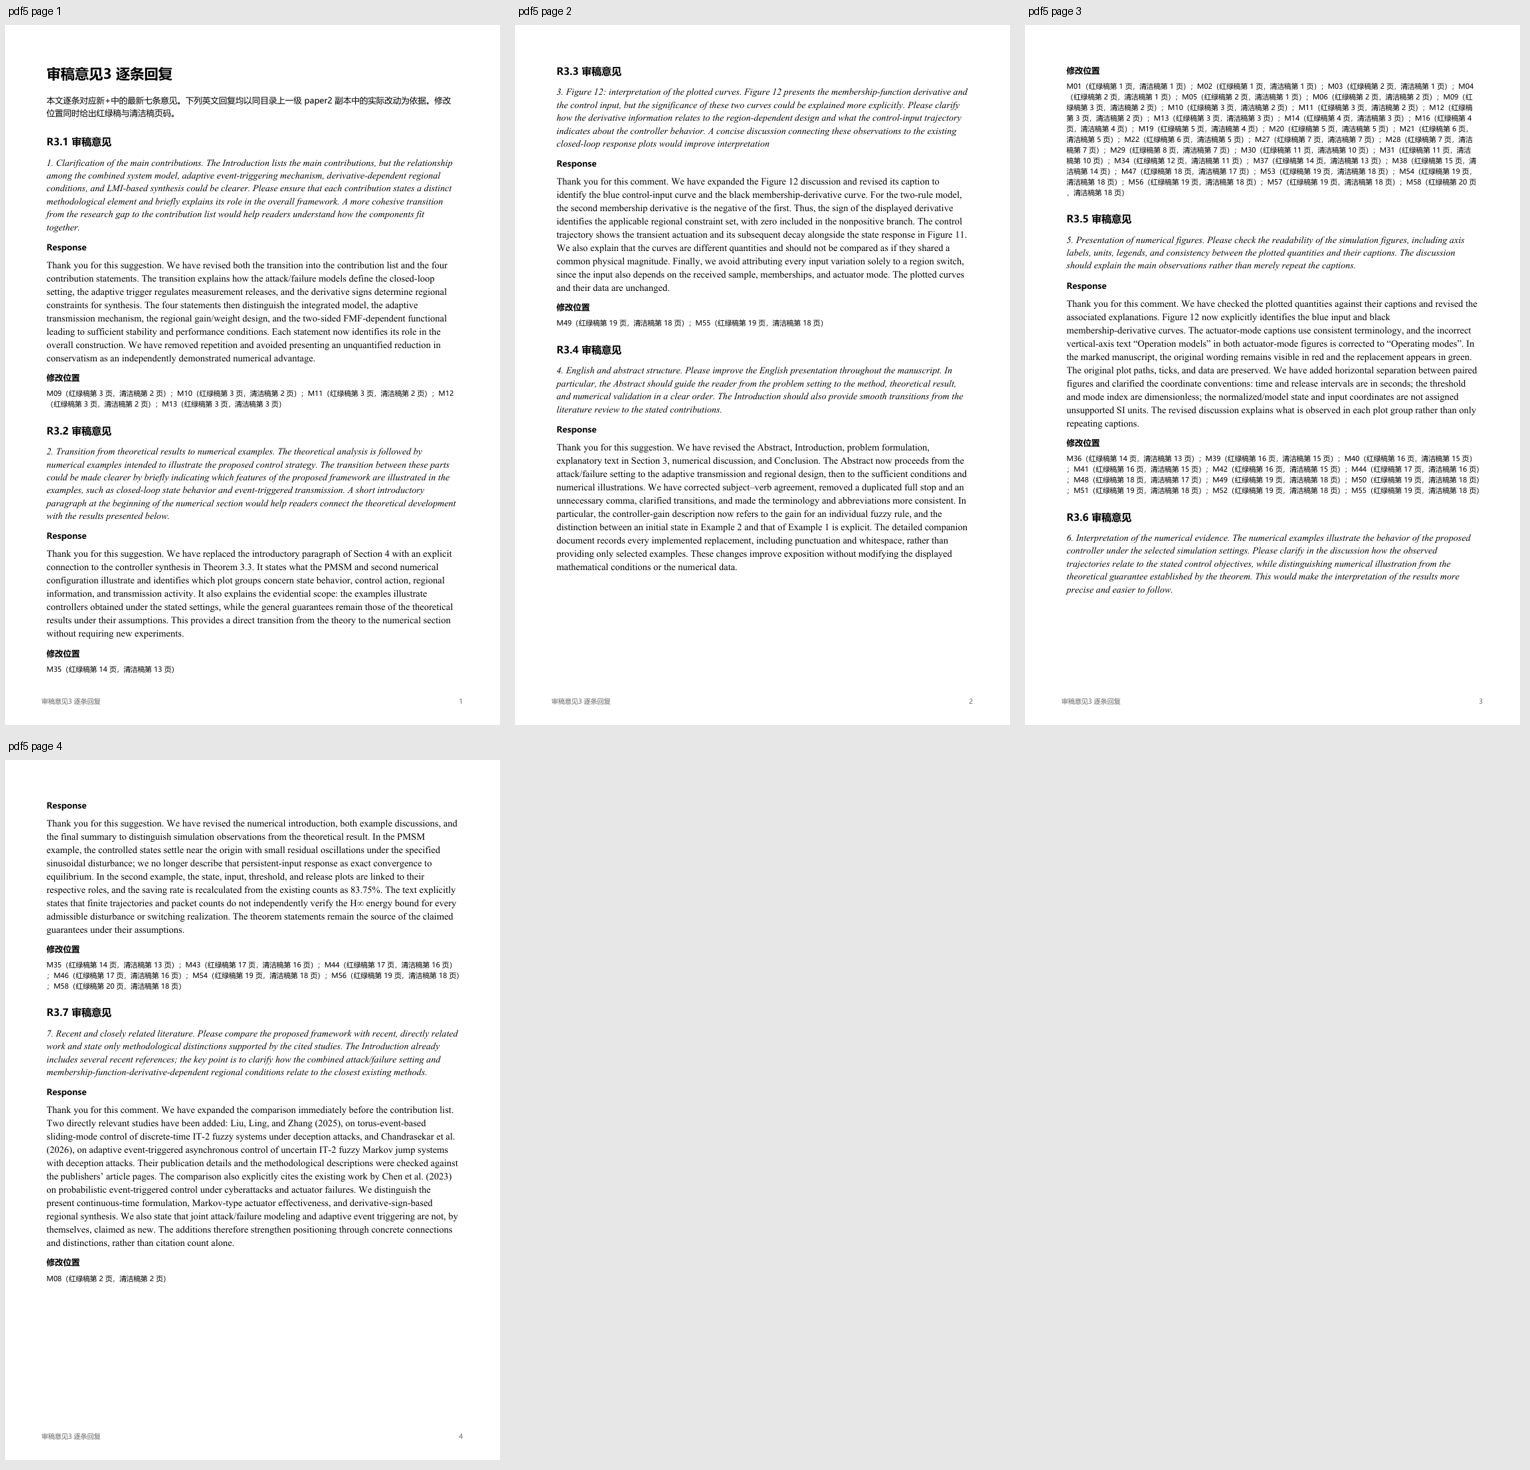 pdf5 page 1
审稿意见3 逐条回复
本文逐条对应新+中的最新七条意见。下列英文回复均以同目录上一级 paper2 副本中的实际改动为依据。修改
位置同时给出红绿稿与清洁稿页码。
R3.1 审稿意见
1. Clarification of the main contributions. The Introduction lists the main contributions, but the relationship
among the combined system model, adaptive event-triggering mechanism, derivative-dependent regional
conditions, and LMI-based synthesis could be clearer. Please ensure that each contribution states a distinct
methodological element and briefly explains its role in the overall framework. A more cohesive transition
from the research gap to the contribution list would help readers understand how the components fit
together.
Response
Thank you for this suggestion. We have revised both the transition into the contribution list and the four
contribution statements. The transition explains how the attack/failure models define the closed-loop
setting, the adaptive trigger regulates measurement releases, and the derivative signs determine regional
constraints for synthesis. The four statements then distinguish the integrated model, the adaptive
transmission mechanism, the regional gain/weight design, and the two-sided FMF-dependent functional
leading to sufficient stability and performance conditions. Each statement now identifies its role in the
overall construction. We have removed repetition and avoided presenting an unquantified reduction in
conservatism as an independently demonstrated numerical advantage.
修改位置
M09（红绿稿第 3 页，清洁稿第 2 页）; M10（红绿稿第 3 页，清洁稿第 2 页）; M11（红绿稿第 3 页，清洁稿第 2 页）; M12
（红绿稿第 3 页，清洁稿第 2 页）; M13（红绿稿第 3 页，清洁稿第 3 页）
R3.2 审稿意见
2. Transition from theoretical results to numerical examples. The theoretical analysis is followed by
numerical examples intended to illustrate the proposed control strategy. The transition between these parts
could be made clearer by briefly indicating which features of the proposed framework are illustrated in the
examples, such as closed-loop state behavior and event-triggered transmission. A short introductory
paragraph at the beginning of the numerical section would help readers connect the theoretical development
with the results presented below.
Response
Thank you for this suggestion. We have replaced the introductory paragraph of Section 4 with an explicit
connection to the controller synthesis in Theorem 3.3. It states what the PMSM and second numerical
configuration illustrate and identifies which plot groups concern state behavior, control action, regional
information, and transmission activity. It also explains the evidential scope: the examples illustrate
controllers obtained under the stated settings, while the general guarantees remain those of the theoretical
results under their assumptions. This provides a direct transition from the theory to the numerical section
without requiring new experiments.
修改位置
M35（红绿稿第 14 页，清洁稿第 13 页）
审稿意见3 逐条回复
1
pdf5 page 2
R3.3 审稿意见
3. Figure 12: interpretation of the plotted curves. Figure 12 presents the membership-function derivative and
the control input, but the significance of these two curves could be explained more explicitly. Please clarify
how the derivative information relates to the region-dependent design and what the control-input trajectory
indicates about the controller behavior. A concise discussion connecting these observations to the existing
closed-loop response plots would improve interpretation
Response
Thank you for this comment. We have expanded the Figure 12 discussion and revised its caption to
identify the blue control-input curve and the black membership-derivative curve. For the two-rule model,
the second membership derivative is the negative of the first. Thus, the sign of the displayed derivative
identifies the applicable regional constraint set, with zero included in the nonpositive branch. The control
trajectory shows the transient actuation and its subsequent decay alongside the state response in Figure 11.
We also explain that the curves are different quantities and should not be compared as if they shared a
common physical magnitude. Finally, we avoid attributing every input variation solely to a region switch,
since the input also depends on the received sample, memberships, and actuator mode. The plotted curves
and their data are unchanged.
修改位置
M49（红绿稿第 19 页，清洁稿第 18 页）; M55（红绿稿第 19 页，清洁稿第 18 页）
R3.4 审稿意见
4. English and abstract structure. Please improve the English presentation throughout the manuscript. In
particular, the Abstract should guide the reader from the problem setting to the method, theoretical result,
and numerical validation in a clear order. The Introduction should also provide smooth transitions from the
literature review to the stated contributions.
Response
Thank you for this suggestion. We have revised the Abstract, Introduction, problem formulation,
explanatory text in Section 3, numerical discussion, and Conclusion. The Abstract now proceeds from the
attack/failure setting to the adaptive transmission and regional design, then to the sufficient conditions and
numerical illustrations. We have corrected subject–verb agreement, removed a duplicated full stop and an
unnecessary comma, clarified transitions, and made the terminology and abbreviations more consistent. In
particular, the controller-gain description now refers to the gain for an individual fuzzy rule, and the
distinction between an initial state in Example 2 and that of Example 1 is explicit. The detailed companion
document records every implemented replacement, including punctuation and whitespace, rather than
providing only selected examples. These changes improve exposition without modifying the displayed
mathematical conditions or the numerical data.
审稿意见3 逐条回复
2
pdf5 page 3
修改位置
M01（红绿稿第 1 页，清洁稿第 1 页）; M02（红绿稿第 1 页，清洁稿第 1 页）; M03（红绿稿第 2 页，清洁稿第 1 页）; M04
（红绿稿第 2 页，清洁稿第 1 页）; M05（红绿稿第 2 页，清洁稿第 1 页）; M06（红绿稿第 2 页，清洁稿第 2 页）; M09（红
绿稿第 3 页，清洁稿第 2 页）; M10（红绿稿第 3 页，清洁稿第 2 页）; M11（红绿稿第 3 页，清洁稿第 2 页）; M12（红绿稿
第 3 页，清洁稿第 2 页）; M13（红绿稿第 3 页，清洁稿第 3 页）; M14（红绿稿第 4 页，清洁稿第 3 页）; M16（红绿稿第 4
页，清洁稿第 4 页）; M19（红绿稿第 5 页，清洁稿第 4 页）; M20（红绿稿第 5 页，清洁稿第 5 页）; M21（红绿稿第 6 页，
清洁稿第 5 页）; M22（红绿稿第 6 页，清洁稿第 5 页）; M27（红绿稿第 7 页，清洁稿第 7 页）; M28（红绿稿第 7 页，清洁
稿第 7 页）; M29（红绿稿第 8 页，清洁稿第 7 页）; M30（红绿稿第 11 页，清洁稿第 10 页）; M31（红绿稿第 11 页，清洁
稿第 10 页）; M34（红绿稿第 12 页，清洁稿第 11 页）; M37（红绿稿第 14 页，清洁稿第 13 页）; M38（红绿稿第 15 页，清
洁稿第 14 页）; M47（红绿稿第 18 页，清洁稿第 17 页）; M53（红绿稿第 19 页，清洁稿第 18 页）; M54（红绿稿第 19 页，
清洁稿第 18 页）; M56（红绿稿第 19 页，清洁稿第 18 页）; M57（红绿稿第 19 页，清洁稿第 18 页）; M58（红绿稿第 20 页
，清洁稿第 18 页）
R3.5 审稿意见
5. Presentation of numerical figures. Please check the readability of the simulation figures, including axis
labels, units, legends, and consistency between the plotted quantities and their captions. The discussion
should explain the main observations rather than merely repeat the captions.
Response
Thank you for this comment. We have checked the plotted quantities against their captions and revised the
associated explanations. Figure 12 now explicitly identifies the blue input and black
membership-derivative curves. The actuator-mode captions use consistent terminology, and the incorrect
vertical-axis text “Operation models” in both actuator-mode figures is corrected to “Operating modes”. In
the marked manuscript, the original wording remains visible in red and the replacement appears in green.
The original plot paths, ticks, and data are preserved. We have added horizontal separation between paired
figures and clarified the coordinate conventions: time and release intervals are in seconds; the threshold
and mode index are dimensionless; the normalized/model state and input coordinates are not assigned
unsupported SI units. The revised discussion explains what is observed in each plot group rather than only
repeating captions.
修改位置
M36（红绿稿第 14 页，清洁稿第 13 页）; M39（红绿稿第 16 页，清洁稿第 15 页）; M40（红绿稿第 16 页，清洁稿第 15 页）
; M41（红绿稿第 16 页，清洁稿第 15 页）; M42（红绿稿第 16 页，清洁稿第 15 页）; M44（红绿稿第 17 页，清洁稿第 16 页）
; M48（红绿稿第 18 页，清洁稿第 17 页）; M49（红绿稿第 19 页，清洁稿第 18 页）; M50（红绿稿第 19 页，清洁稿第 18 页）
; M51（红绿稿第 19 页，清洁稿第 18 页）; M52（红绿稿第 19 页，清洁稿第 18 页）; M55（红绿稿第 19 页，清洁稿第 18 页）
R3.6 审稿意见
6. Interpretation of the numerical evidence. The numerical examples illustrate the behavior of the proposed
controller under the selected simulation settings. Please clarify in the discussion how the observed
trajectories relate to the stated control objectives, while distinguishing numerical illustration from the
theoretical guarantee established by the theorem. This would make the interpretation of the results more
precise and easier to follow.
审稿意见3 逐条回复
3
pdf5 page 4
Response
Thank you for this suggestion. We have revised the numerical introduction, both example discussions, and
the final summary to distinguish simulation observations from the theoretical result. In the PMSM
example, the controlled states settle near the origin with small residual oscillations under the specified
sinusoidal disturbance; we no longer describe that persistent-input response as exact convergence to
equilibrium. In the second example, the state, input, threshold, and release plots are linked to their
respective roles, and the saving rate is recalculated from the existing counts as 83.75%. The text explicitly
states that finite trajectories and packet counts do not independently verify the H∞ energy bound for every
admissible disturbance or switching realization. The theorem statements remain the source of the claimed
guarantees under their assumptions.
修改位置
M35（红绿稿第 14 页，清洁稿第 13 页）; M43（红绿稿第 17 页，清洁稿第 16 页）; M44（红绿稿第 17 页，清洁稿第 16 页）
; M46（红绿稿第 17 页，清洁稿第 16 页）; M54（红绿稿第 19 页，清洁稿第 18 页）; M56（红绿稿第 19 页，清洁稿第 18 页）
; M58（红绿稿第 20 页，清洁稿第 18 页）
R3.7 审稿意见
7. Recent and closely related literature. Please compare the proposed framework with recent, directly related
work and state only methodological distinctions supported by the cited studies. The Introduction already
includes several recent references; the key point is to clarify how the combined attack/failure setting and
membership-function-derivative-dependent regional conditions relate to the closest existing methods.
Response
Thank you for this comment. We have expanded the comparison immediately before the contribution list.
Two directly relevant studies have been added: Liu, Ling, and Zhang (2025), on torus-event-based
sliding-mode control of discrete-time IT-2 fuzzy systems under deception attacks, and Chandrasekar et al.
(2026), on adaptive event-triggered asynchronous control of uncertain IT-2 fuzzy Markov jump systems
with deception attacks. Their publication details and the methodological descriptions were checked against
the publishers’ article pages. The comparison also explicitly cites the existing work by Chen et al. (2023)
on probabilistic event-triggered control under cyberattacks and actuator failures. We distinguish the
present continuous-time formulation, Markov-type actuator effectiveness, and derivative-sign-based
regional synthesis. We also state that joint attack/failure modeling and adaptive event triggering are not, by
themselves, claimed as new. The additions therefore strengthen positioning through concrete connections
and distinctions, rather than citation count alone.
修改位置
M08（红绿稿第 2 页，清洁稿第 2 页）
审稿意见3 逐条回复
4